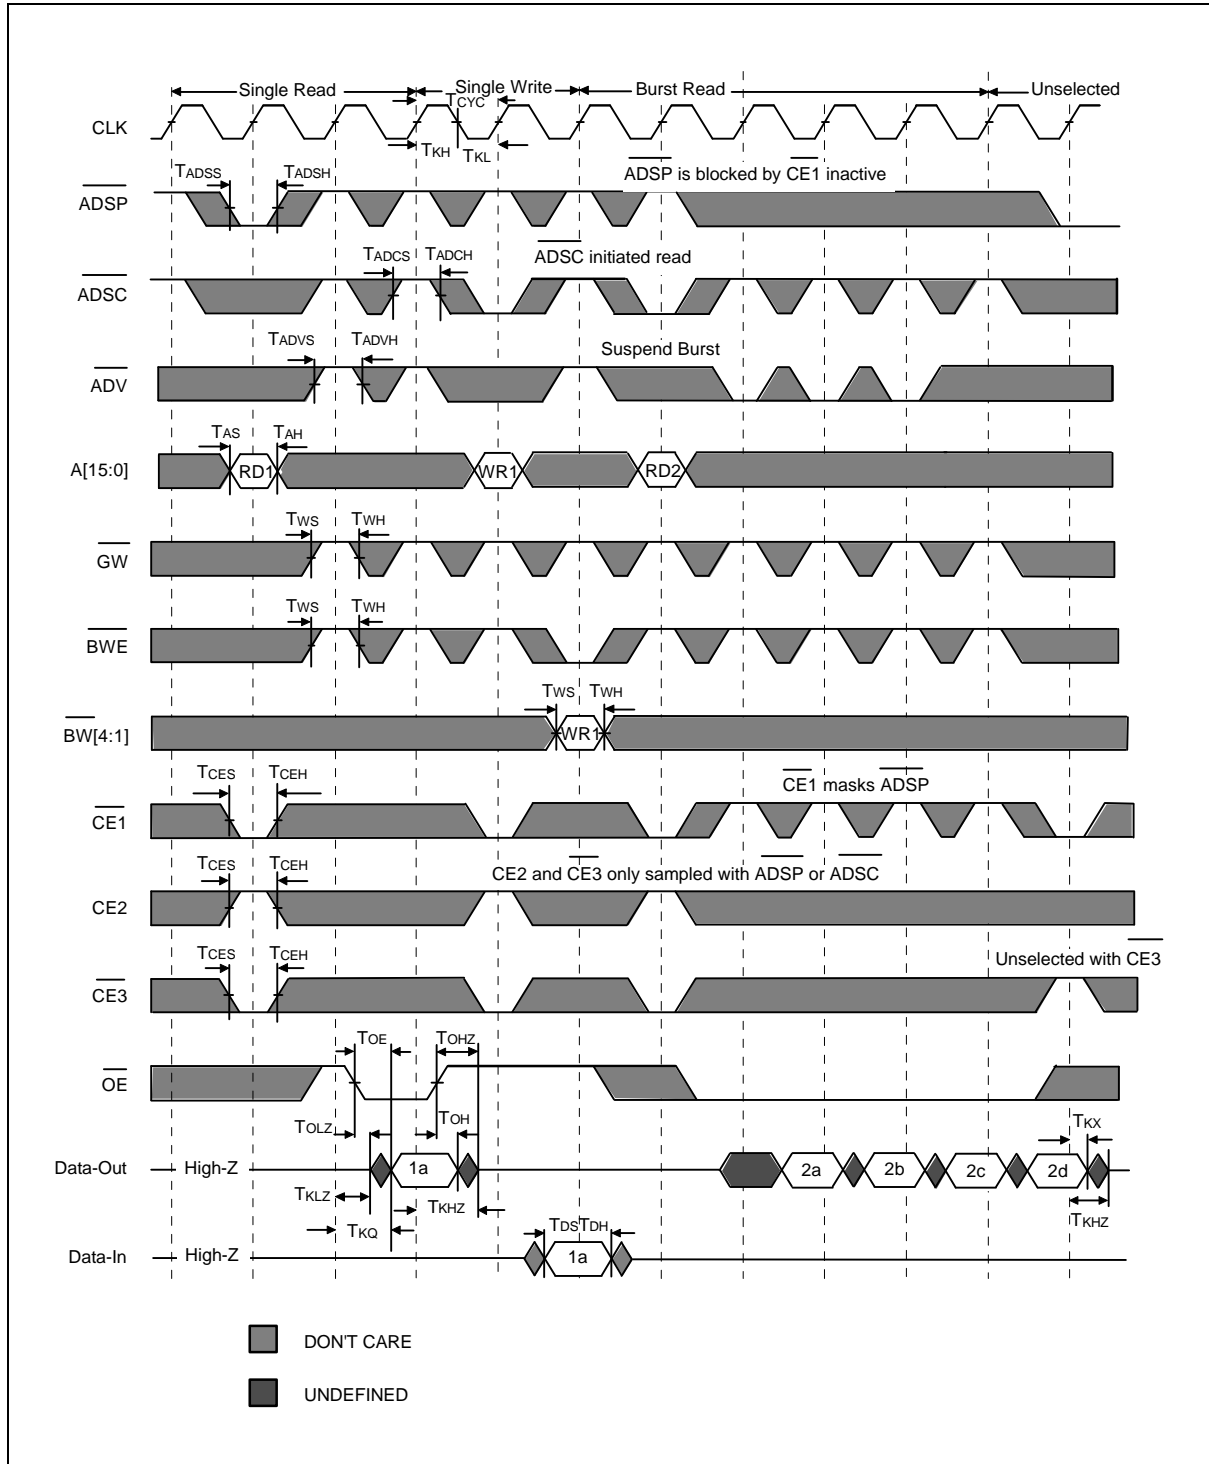 Single Read
Single Write
Burst Read
Unselected
TCYC
CLK
TKH
TKL
TADSS
TADSH
ADSP is blocked by CE1 inactive
ADSP
TADCS
TADCH
ADSC initiated read
ADSC
TADVS
TADVH
Suspend Burst
ADV
TAS
TAH
A[15:0]
RD1
WR1
RD2
TWS
TWH
GW
TWS
TWH
BWE
TWS
TWH
BW[4:1]
WR1
TCES
TCEH
CE1 masks ADSP
CE1
TCES
TCEH
CE2 and CE3 only sampled with ADSP or ADSC
CE2
TCES
TCEH
Unselected with CE3
CE3
TOE
TOHZ
OE
TOLZ
TOH
TKX
Data-Out
High-Z
1a
2a
2b
2c
2d
TKLZ
TKHZ
TKHZ
TKQ
TDS
TDH
Data-In
High-Z
1a
DON'T CARE
UNDEFINED